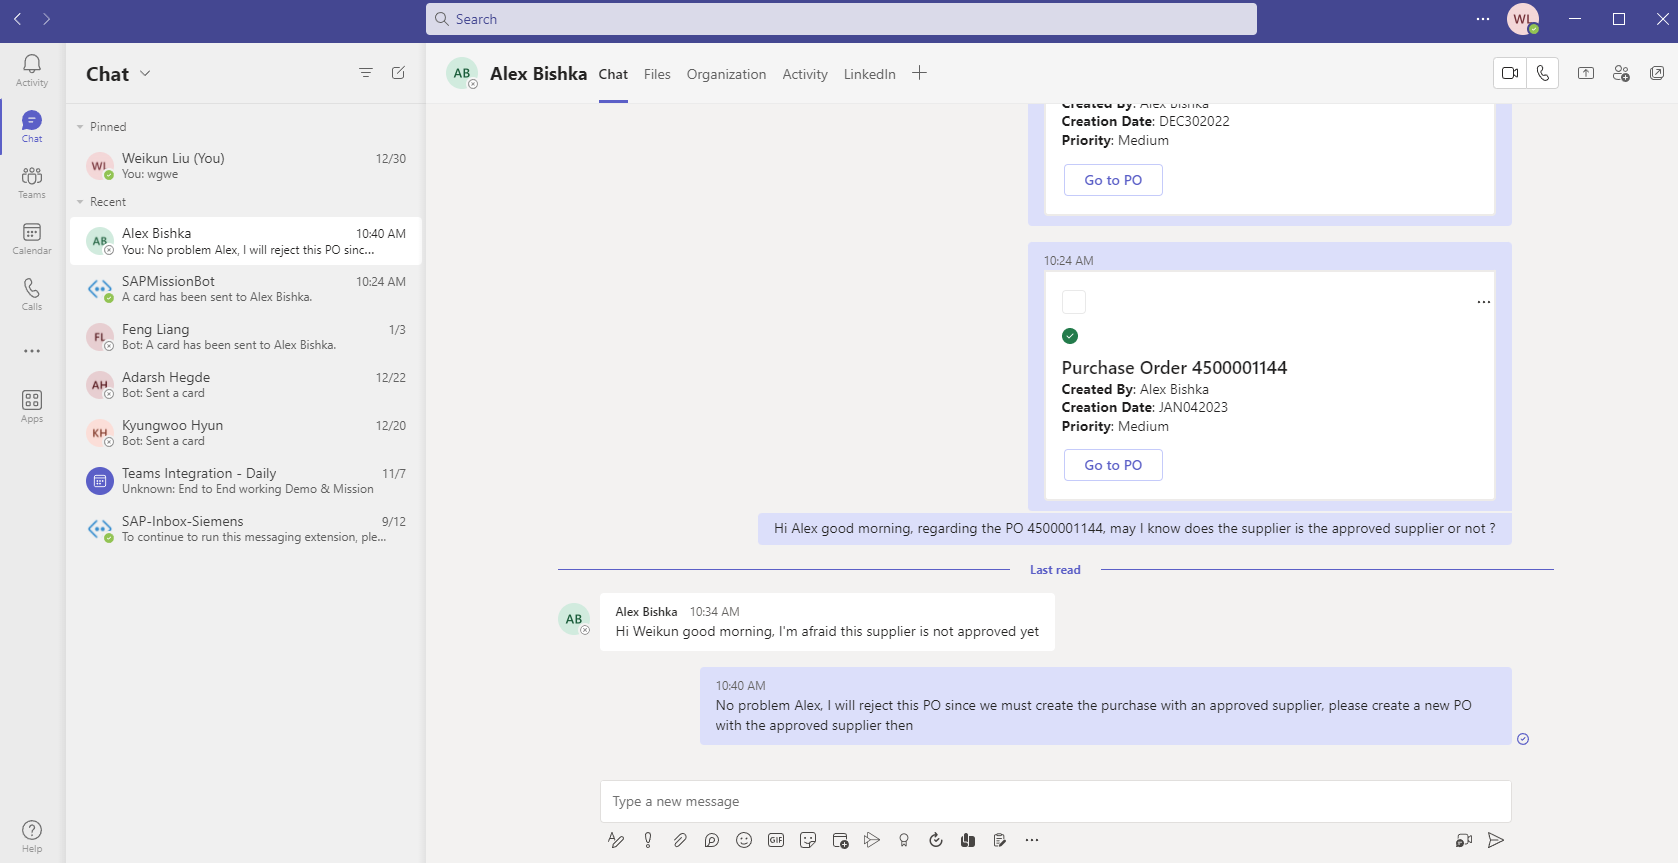 Search
WL
Activity
Chat
Teams
Calendar
Calls
Apps
Help
Chat
Pinned
WL
Weikun Liu (You)
12/30
You: wgwe
Recent
AB
Alex Bishka
10:40 AM
You: No problem Alex, I will reject this PO sinc...
SAPMissionBot
10:24 AM
A card has been sent to Alex Bishka.
FL
Feng Liang
1/3
Bot: A card has been sent to Alex Bishka.
AH
Adarsh Hegde
12/22
Bot: Sent a card
KH
Kyungwoo Hyun
12/20
Bot: Sent a card
Teams Integration - Daily
11/7
Unknown: End to End working Demo & Mission
SAP-Inbox-Siemens
9/12
To continue to run this messaging extension, ple...
AB
Alex Bishka
Chat
Files
Organization
Activity
LinkedIn
Created By: Alex Bishka
Creation Date: DEC302022
Priority: Medium
Go to PO
10:24 AM
Purchase Order 4500001144
Created By: Alex Bishka
Creation Date: JAN042023
Priority: Medium
Go to PO
Hi Alex good morning, regarding the PO 4500001144, may I know does the supplier is the approved supplier or not ?
Last read
AB
Alex Bishka 10:34 AM
Hi Weikun good morning, I'm afraid this supplier is not approved yet
10:40 AM
No problem Alex, I will reject this PO since we must create the purchase with an approved supplier, please create a new PO
with the approved supplier then
Type a new message
GIF